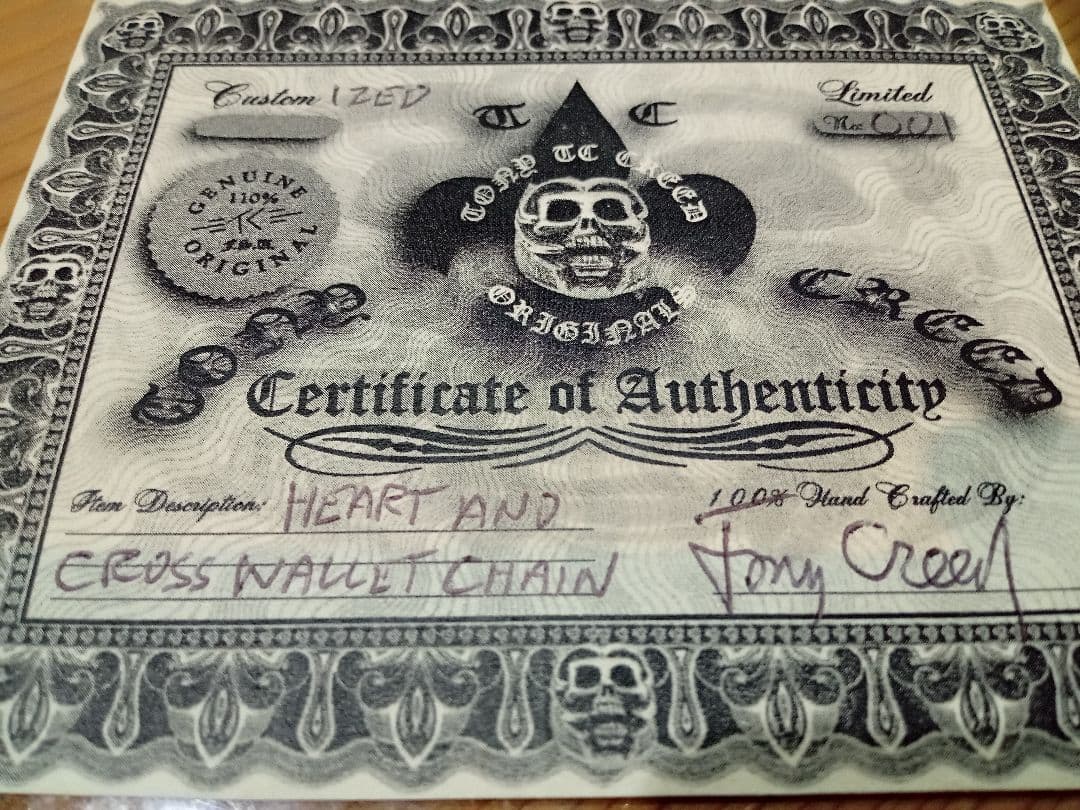 Custom IZED
Limited
No: 001
T C
TONY TC CREED
ORIGINALS
GENUINE
110%
K
ORIGINAL
TONY CREED
Certificate of Authenticity
Item Description: HEART AND
CROSS WALLET CHAIN
100% Hand Crafted By:
Tony Creed